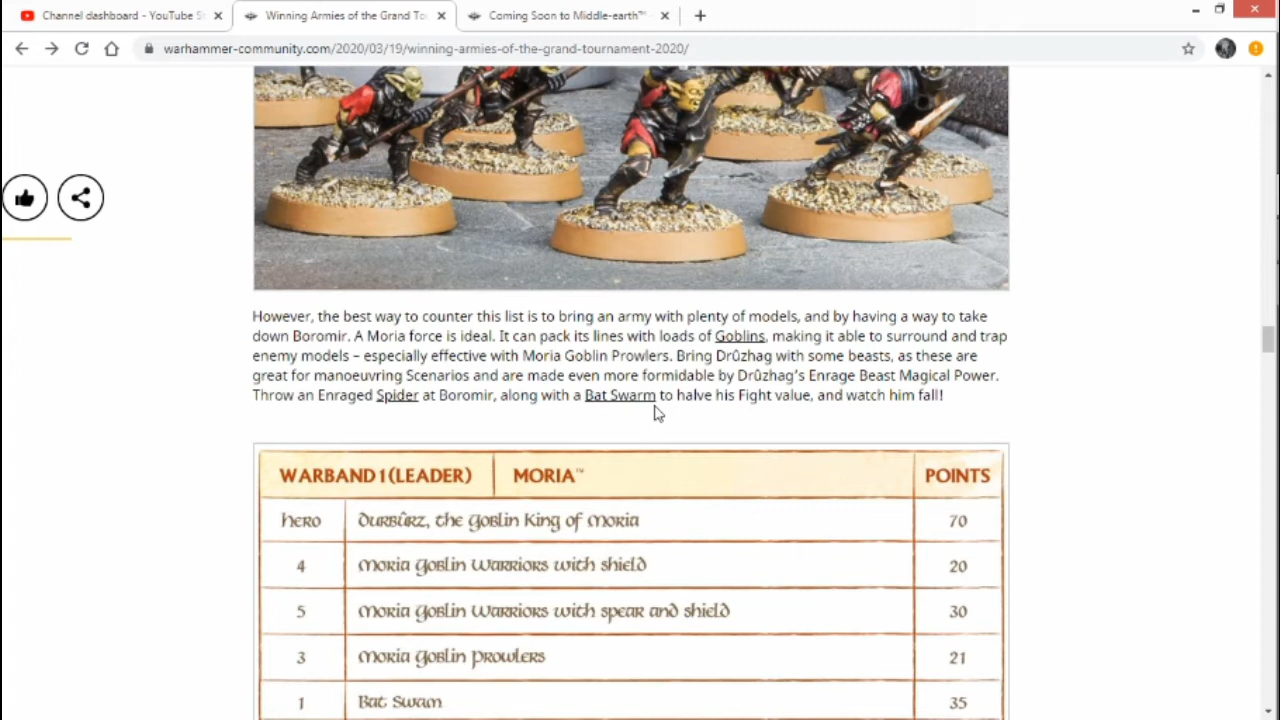 Channel dashboard - YouTube St
Winning Armies of the Grand To
Coming Soon to Middle-earth™
warhammer-community.com/2020/03/19/winning-armies-of-the-grand-tournament-2020/
However, the best way to counter this list is to bring an army with plenty of models, and by having a way to take
down Boromir. A Moria force is ideal. It can pack its lines with loads of Goblins, making it able to surround and trap
enemy models – especially effective with Moria Goblin Prowlers. Bring Drûzhag with some beasts, as these are
great for manoeuvring Scenarios and are made even more formidable by Drûzhag's Enrage Beast Magical Power.
Throw an Enraged Spider at Boromir, along with a Bat Swarm to halve his Fight value, and watch him fall!
WARBAND 1 (LEADER) MORIA™ POINTS
hero Durbûrz, the Goblin King of Moria 70
4 Moria Goblin Warriors with shield 20
5 Moria Goblin Warriors with spear and shield 30
3 Moria Goblin Prowlers 21
1 Bat Swam 35